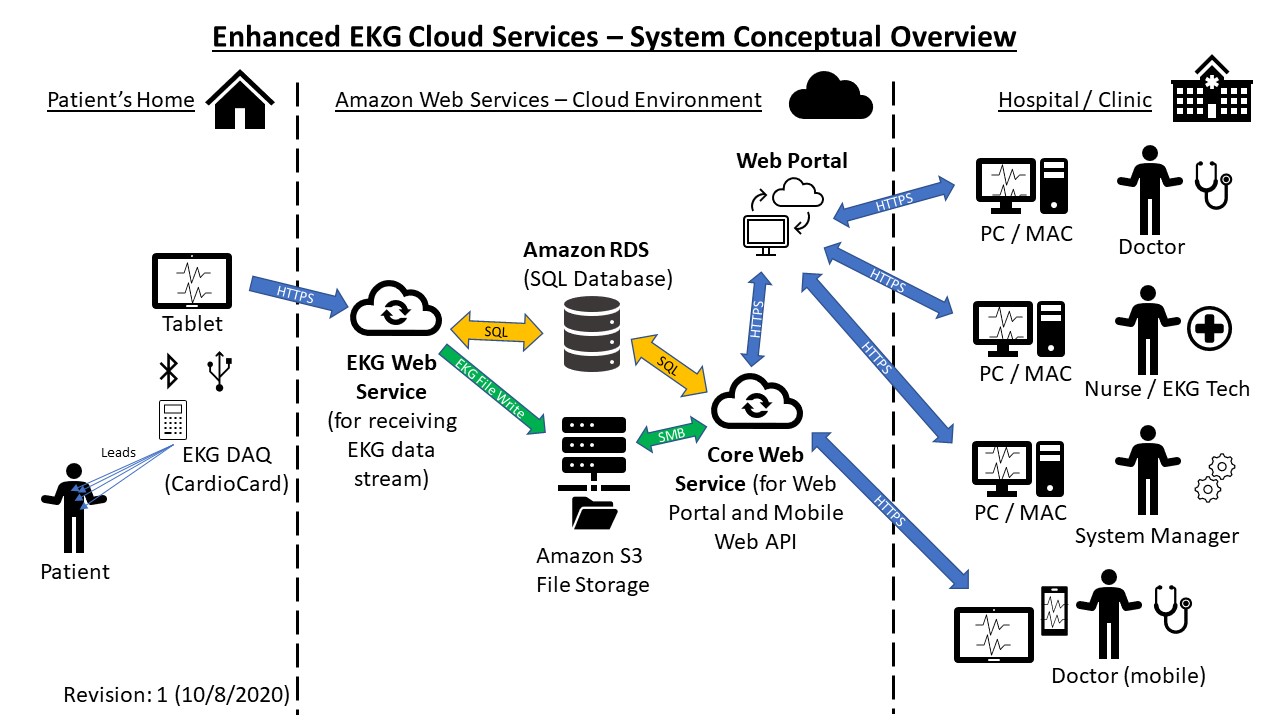 Enhanced EKG Cloud Services – System Conceptual Overview
Patient's Home
Amazon Web Services – Cloud Environment
Hospital / Clinic
Web Portal
HTTPS
PC / MAC
Doctor
Amazon RDS
(SQL Database)
HTTPS
Tablet
HTTPS
SQL
HTTPS
EKG Web
Service
(for receiving
EKG data
stream)
EKG File Write
SQL
HTTPS
PC / MAC
Nurse / EKG Tech
Leads
EKG DAQ
(CardioCard)
SMB
Core Web
Service (for Web
Portal and Mobile
Web API
HTTPS
PC / MAC
System Manager
Patient
Amazon S3
File Storage
Doctor (mobile)
Revision: 1 (10/8/2020)